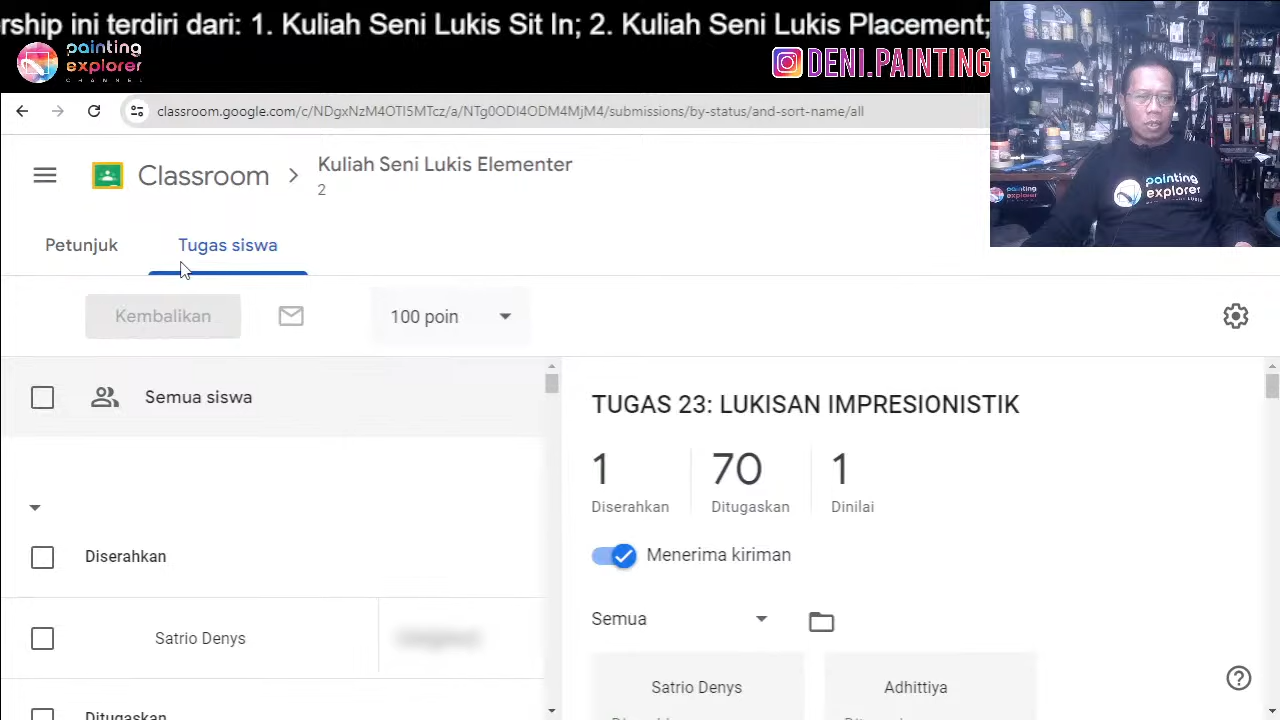 rship ini terdiri dari: 1. Kuliah Seni Lukis Sit In; 2. Kuliah Seni Lukis Placement;
painting
explorer
CHANNEL
DENI.PAINTING
classroom.google.com/c/NDgxNzM4OTI5MTcz/a/NTg0ODI4ODM4MjM4/submissions/by-status/and-sort-name/all
Classroom
Kuliah Seni Lukis Elementer
2
painting
explorer
Petunjuk
Tugas siswa
Kembalikan
100 poin
Semua siswa
TUGAS 23: LUKISAN IMPRESIONISTIK
1
70
1
Diserahkan
Ditugaskan
Dinilai
Menerima kiriman
Diserahkan
Semua
Satrio Denys
Satrio Denys
Adhittiya
Ditugaskan